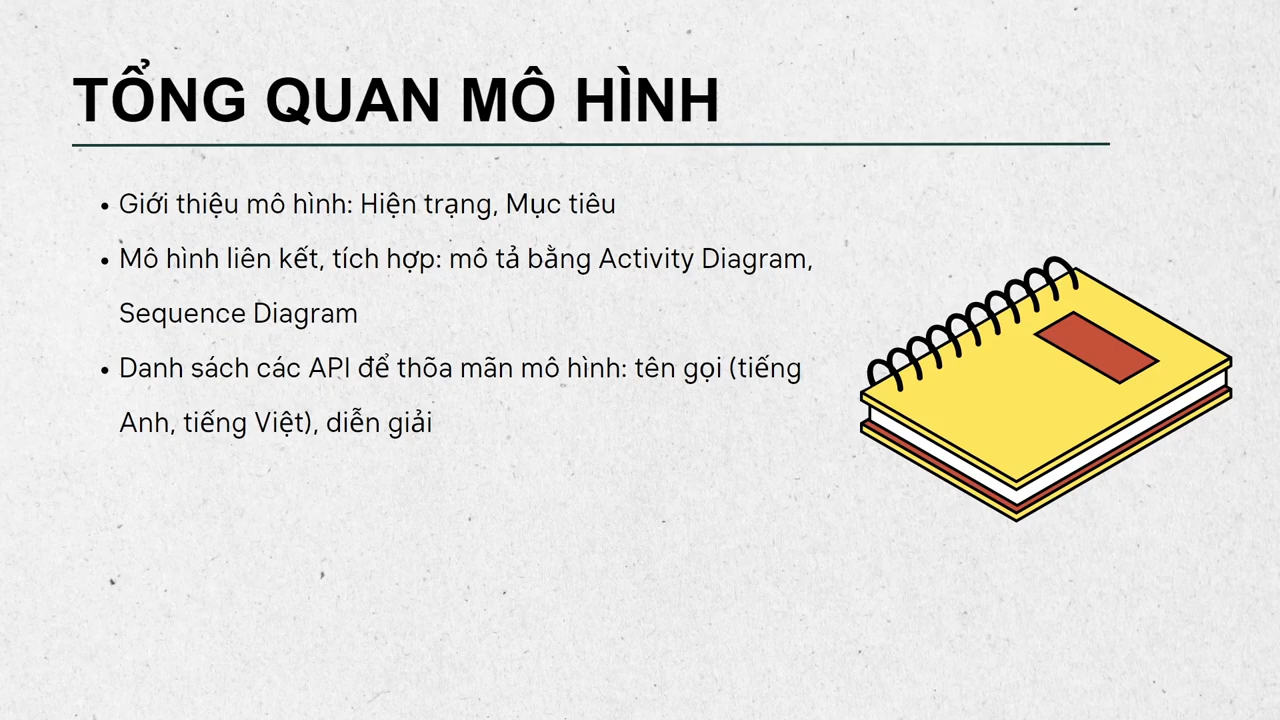 TỔNG QUAN MÔ HÌNH
• Giới thiệu mô hình: Hiện trạng, Mục tiêu
• Mô hình liên kết, tích hợp: mô tả bằng Activity Diagram,
Sequence Diagram
• Danh sách các API để thõa mãn mô hình: tên gọi (tiếng
Anh, tiếng Việt), diễn giải